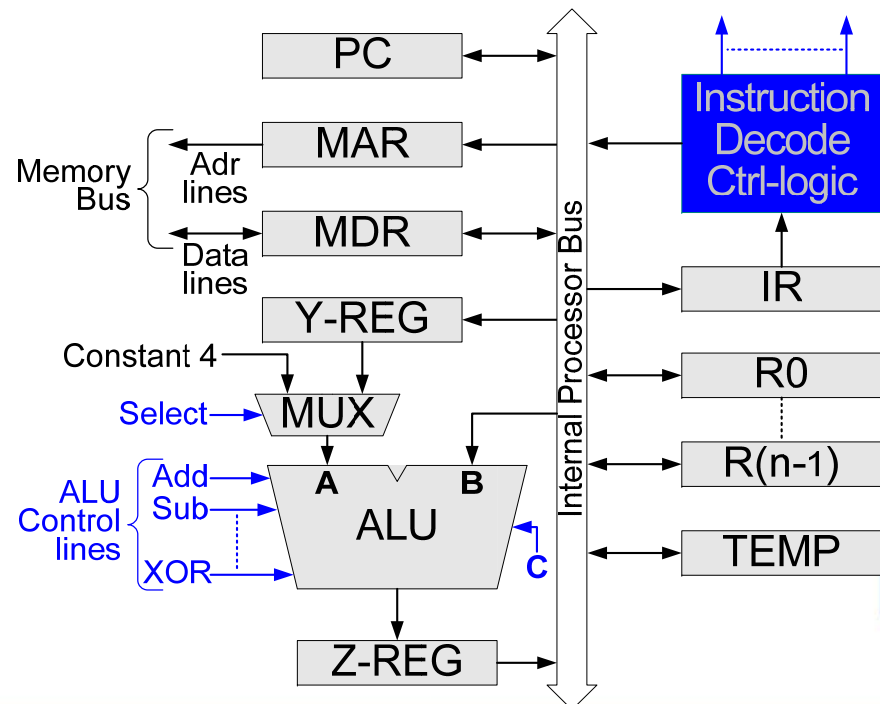 PC
MAR
Memory
Bus
Adr
lines
MDR
Data
lines
Y-REG
Constant 4
Select
MUX
A
B
ALU
Control
lines
Add
Sub
XOR
ALU
C
Z-REG
Internal Processor Bus
Instruction
Decode
Ctrl-logic
IR
R0
R(n-1)
TEMP